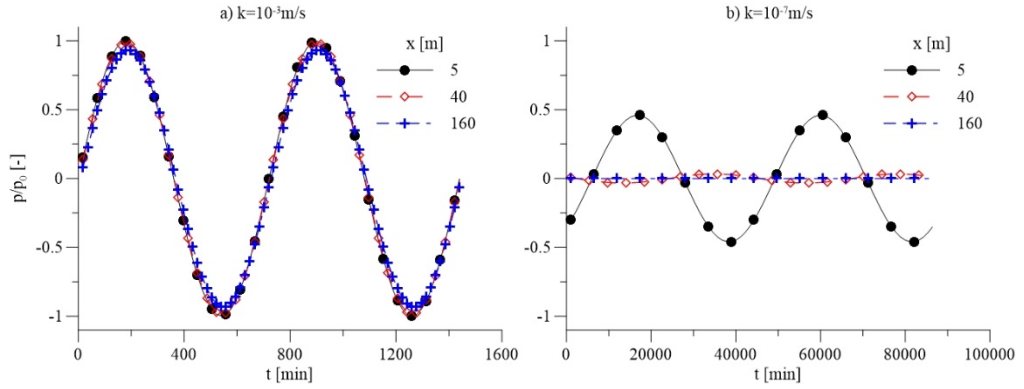 a) k=10⁻³m/s
x [m]
5
40
160
1
0.5
0
-0.5
-1
p/p₀ [-]
0 400 800 1200 1600
t [min]
b) k=10⁻⁷m/s
x [m]
5
40
160
1
0.5
0
-0.5
-1
0 20000 40000 60000 80000 100000
t [min]